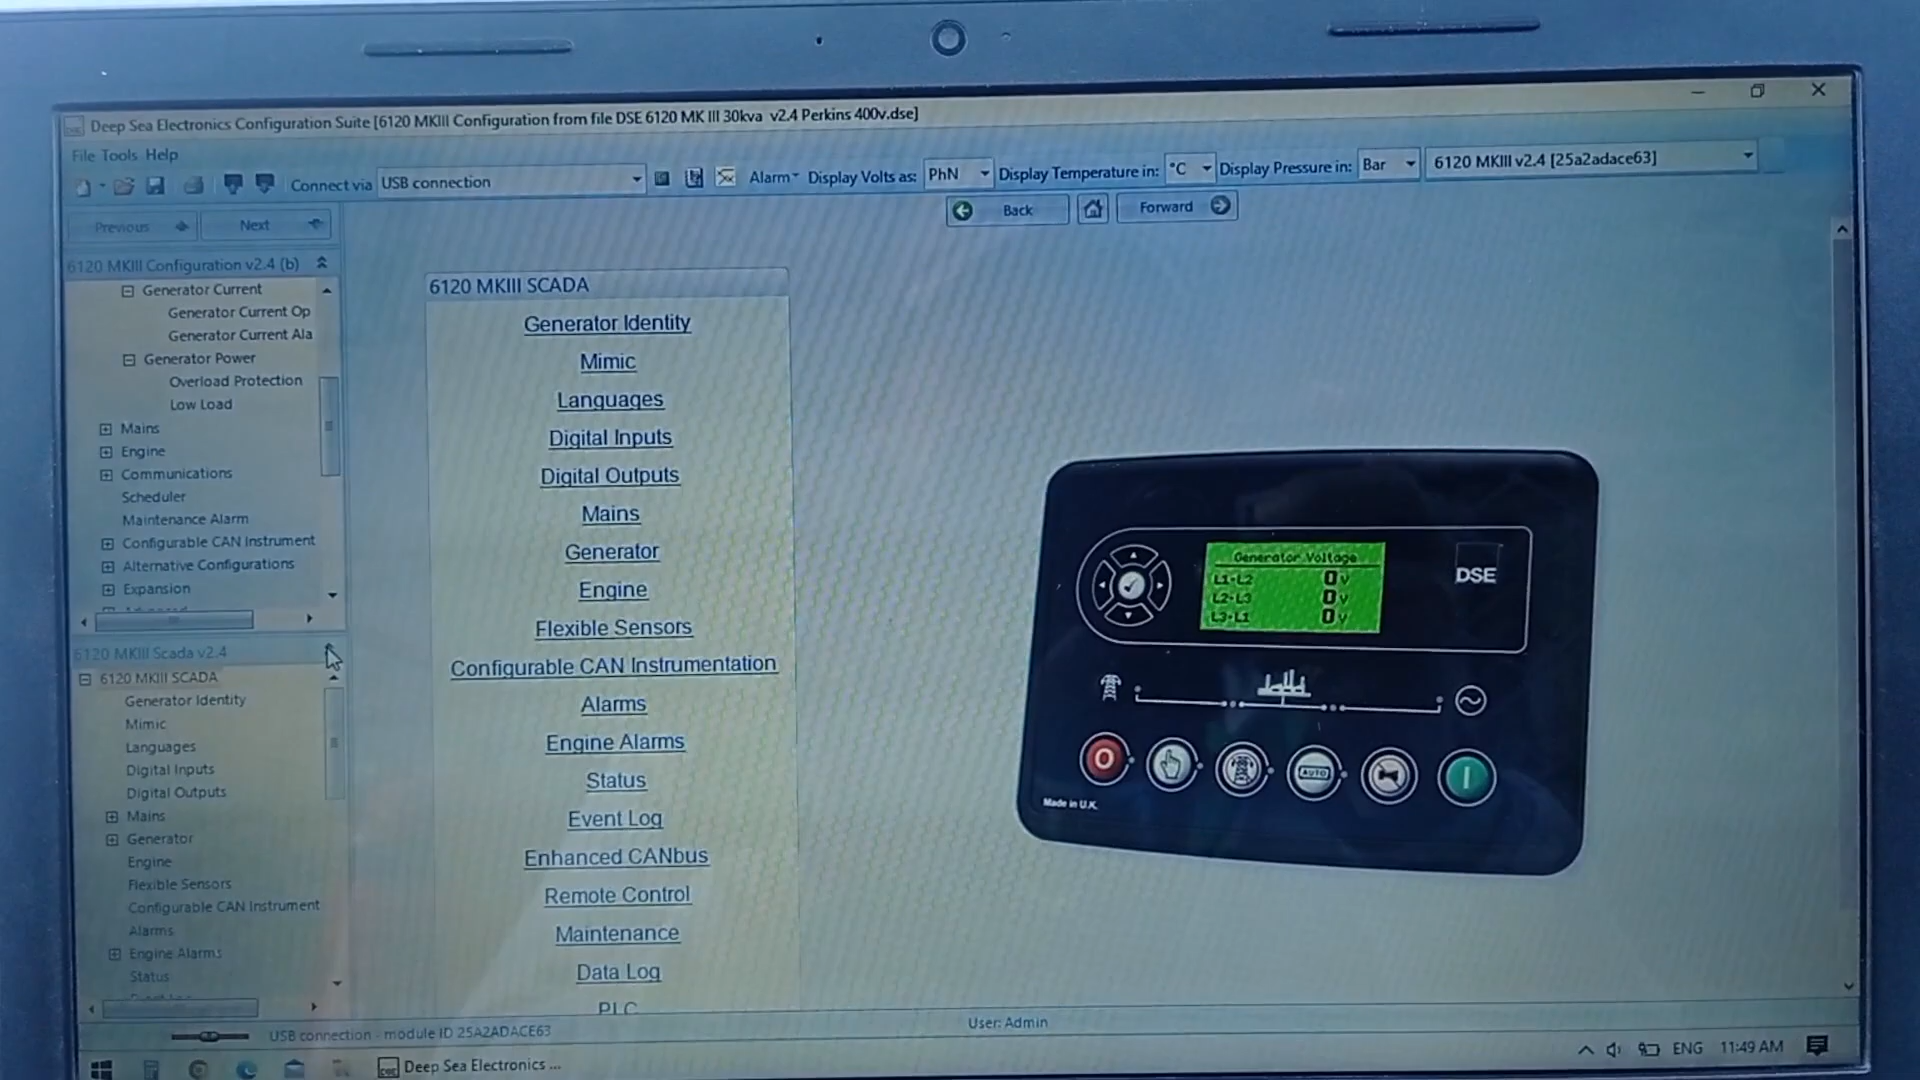 Deep Sea Electronics Configuration Suite [6120 MKIII Configuration from file DSE 6120 MK III 30kva v2.4 Perkins 400v.dse]
File Tools Help
Connect via USB connection Alarm Display Volts as: PhN Display Temperature in: °C Display Pressure in: Bar 6120 MKIII v2.4 [25a2adace63]
Previous Next
Back Forward
6120 MKIII Configuration v2.4 (b)
Generator Current
Generator Current Op
Generator Current Ala
Generator Power
Overload Protection
Low Load
Mains
Engine
Communications
Scheduler
Maintenance Alarm
Configurable CAN Instrument
Alternative Configurations
Expansion
6120 MKIII Scada v2.4
6120 MKIII SCADA
Generator Identity
Mimic
Languages
Digital Inputs
Digital Outputs
Mains
Generator
Engine
Flexible Sensors
Configurable CAN Instrument
Alarms
Engine Alarms
Status
6120 MKIII SCADA
Generator Identity
Mimic
Languages
Digital Inputs
Digital Outputs
Mains
Generator
Engine
Flexible Sensors
Configurable CAN Instrumentation
Alarms
Engine Alarms
Status
Event Log
Enhanced CANbus
Remote Control
Maintenance
Data Log
PLC
Generator Voltage
L1-L2 0 v
L2-L3 0 v
L3-L1 0 v
DSE
O AUTO I
Made in U.K.
USB connection - module ID 25A2ADACE63
User: Admin
Deep Sea Electronics ...
ENG 11:49 AM